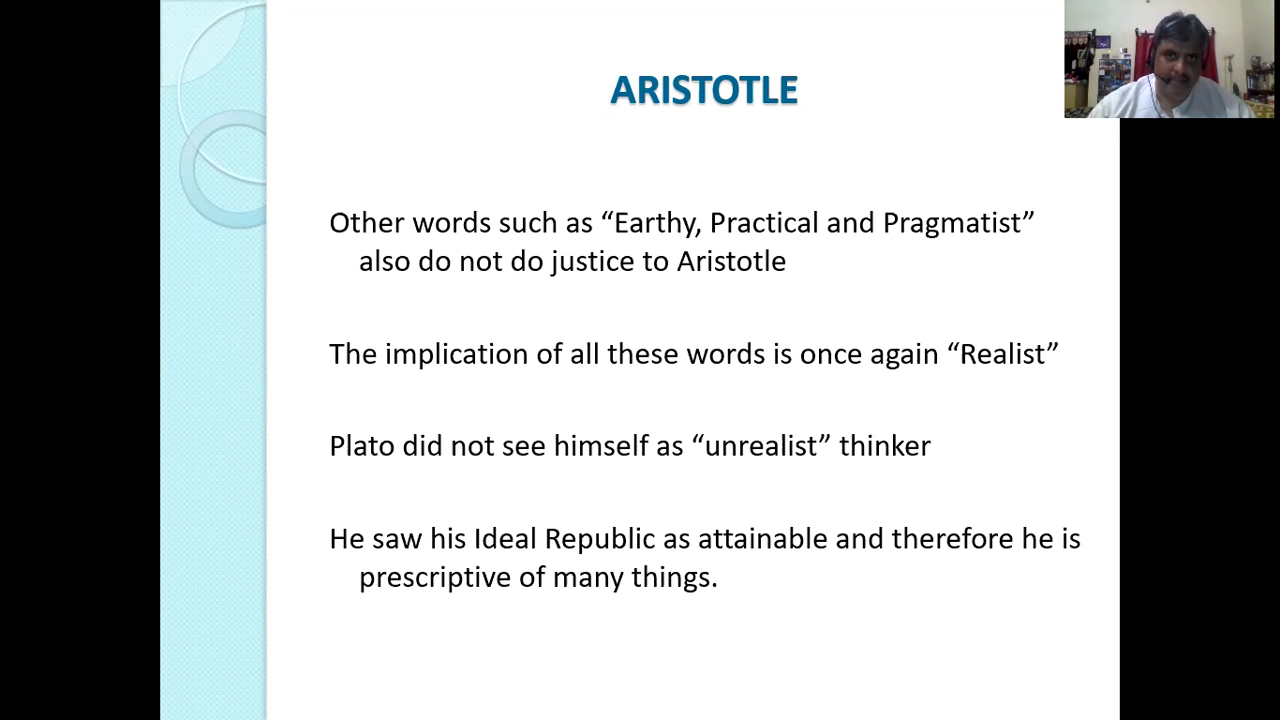 ARISTOTLE
Other words such as “Earthy, Practical and Pragmatist”
also do not do justice to Aristotle
The implication of all these words is once again “Realist”
Plato did not see himself as “unrealist” thinker
He saw his Ideal Republic as attainable and therefore he is
prescriptive of many things.